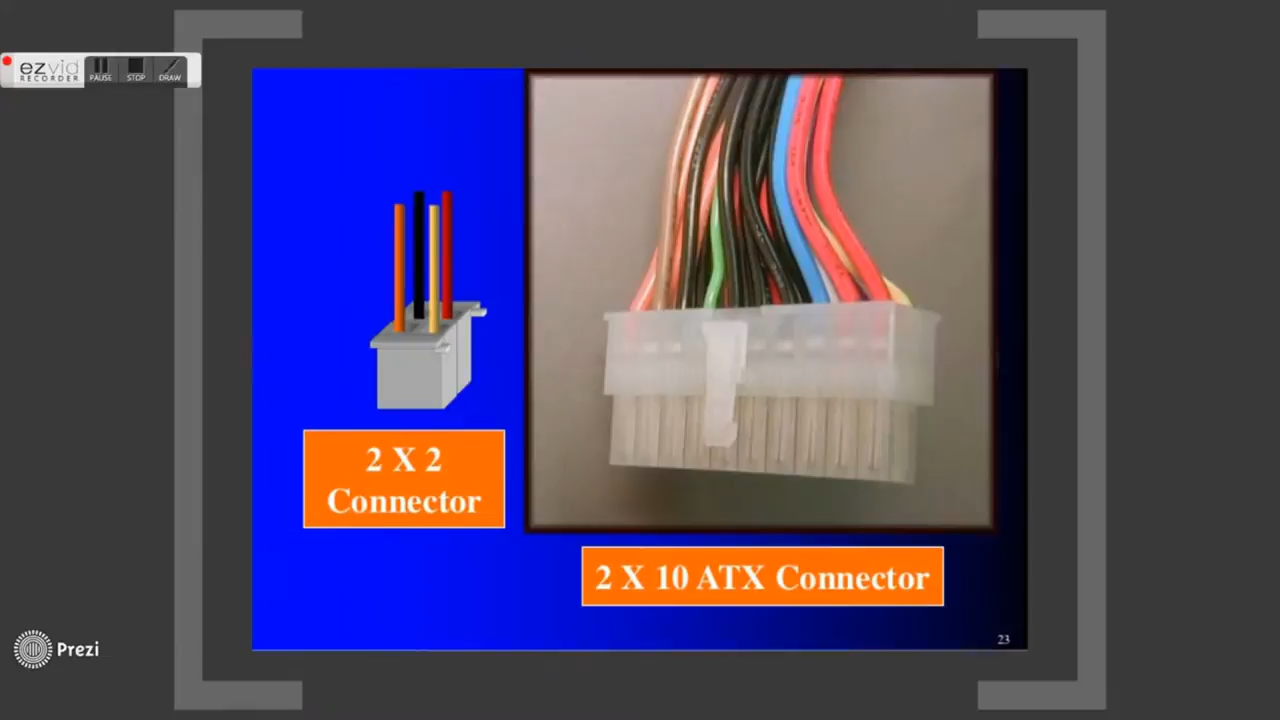 ezvid
RECORDER
PAUSE
STOP
DRAW
2 X 2
Connector
2 X 10 ATX Connector
23
Prezi